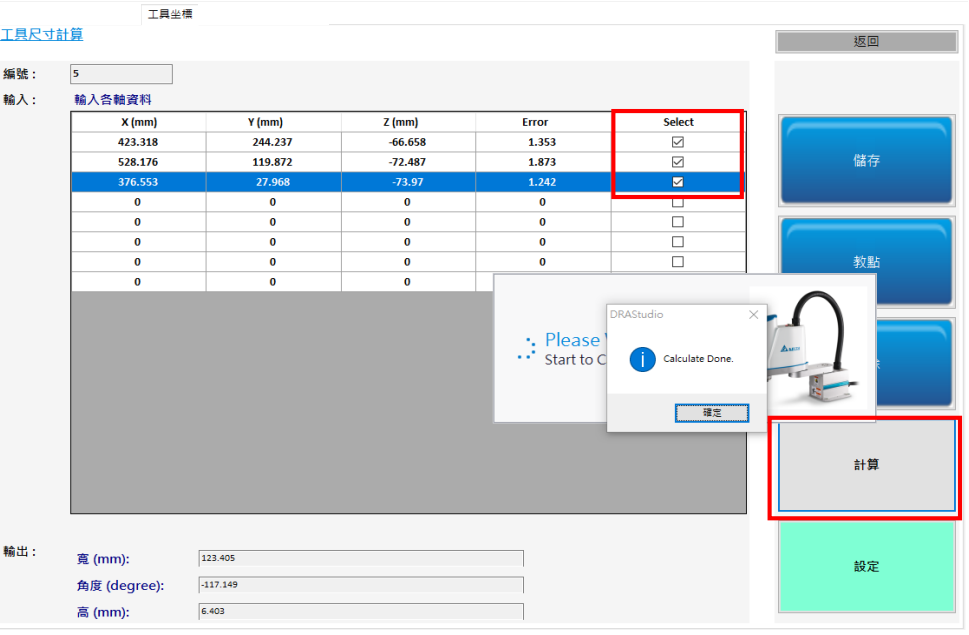 工具坐標
工具尺寸計算
返回
編號：
5
輸入：
輸入各軸資料
X (mm) Y (mm) Z (mm) Error Select
423.318 244.237 -66.658 1.353
528.176 119.872 -72.487 1.873
376.553 27.968 -73.97 1.242
0 0 0 0
0 0 0 0
0 0 0 0
0 0 0 0
0 0 0
儲存
教點
DRAStudio
Please
Start to C
Calculate Done.
確定
計算
設定
輸出：
寬 (mm):
123.405
角度 (degree):
-117.149
高 (mm):
6.403